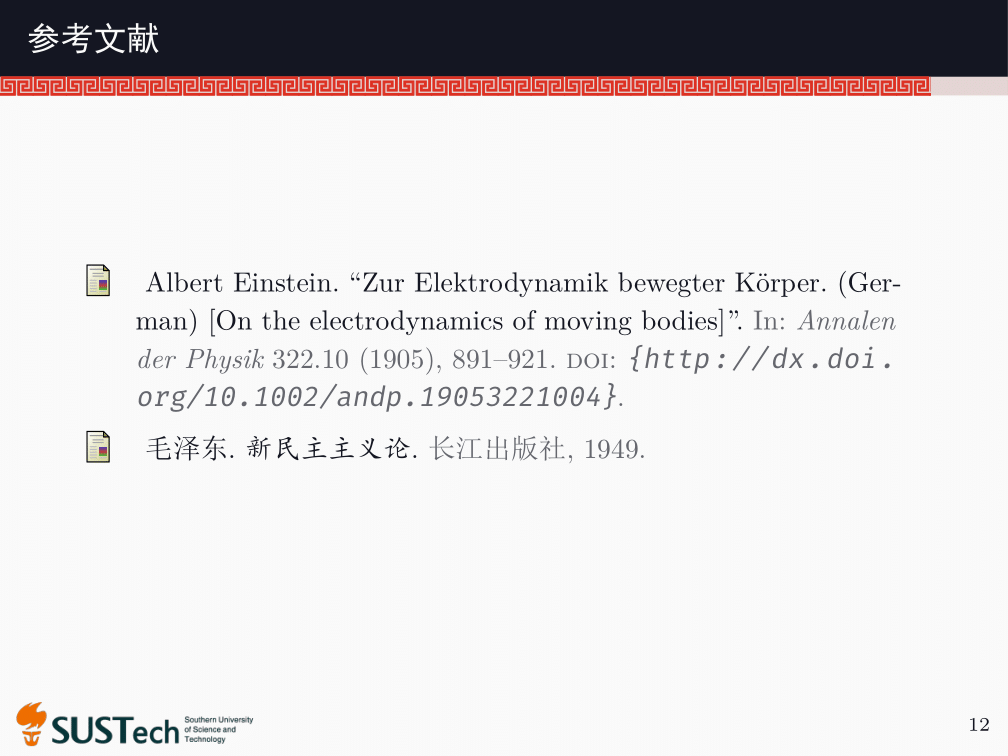 参考文献
Albert Einstein. “Zur Elektrodynamik bewegter Körper. (Ger-
man) [On the electrodynamics of moving bodies]”. In: Annalen
der Physik 322.10 (1905), 891–921. DOI: {http://dx.doi.
org/10.1002/andp.19053221004}.
毛泽东. 新民主主义论. 长江出版社, 1949.
SUSTech
Southern University
of Science and
Technology
12